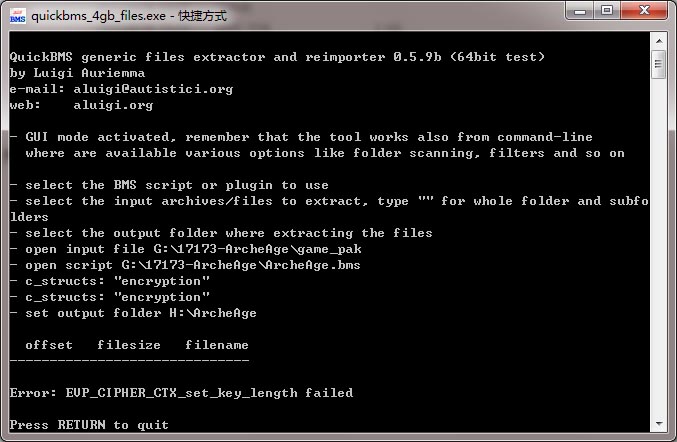 quickbms_4gb_files.exe - 快捷方式
QuickBMS generic files extractor and reimporter 0.5.9b (64bit test)
by Luigi Auriemma
e-mail: aluigi@autistici.org
web:    aluigi.org
- GUI mode activated, remember that the tool works also from command-line
  where are available various options like folder scanning, filters and so on
- select the BMS script or plugin to use
- select the input archives/files to extract, type "" for whole folder and subfo
lders
- select the output folder where extracting the files
- open input file G:\17173-ArcheAge\game_pak
- open script G:\17173-ArcheAge\ArcheAge.bms
- c_structs: "encryption"
- c_structs: "encryption"
- set output folder H:\ArcheAge
  offset   filesize   filename
------------------------------
Error: EVP_CIPHER_CTX_set_key_length failed
Press RETURN to quit